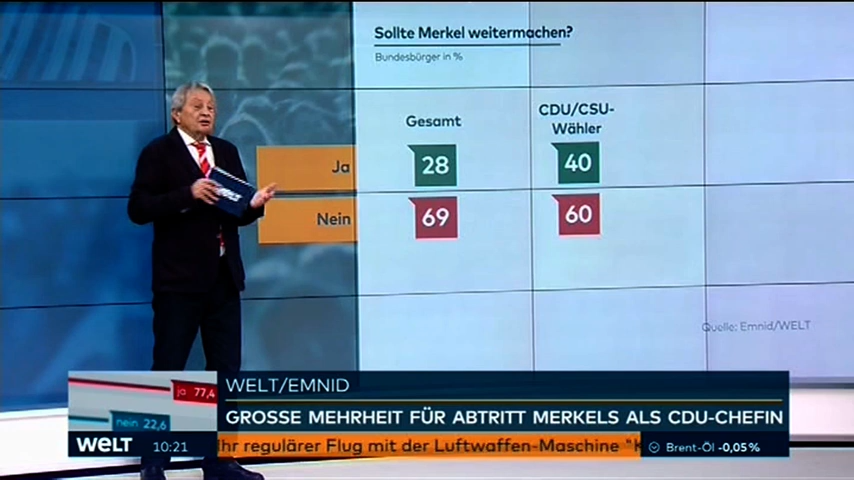 Sollte Merkel weitermachen?
Bundesbürger in %
Gesamt
CDU/CSU-
Wähler
Ja
28
40
Nein
69
60
Quelle: Emnid/WELT
ja 77,4
nein 22,6
WELT/EMNID
GROSSE MEHRHEIT FÜR ABTRITT MERKELS ALS CDU-CHEFIN
welt 10:21
Ihr regulärer Flug mit der Luftwaffen-Maschine "K
Brent-Öl -0,05%